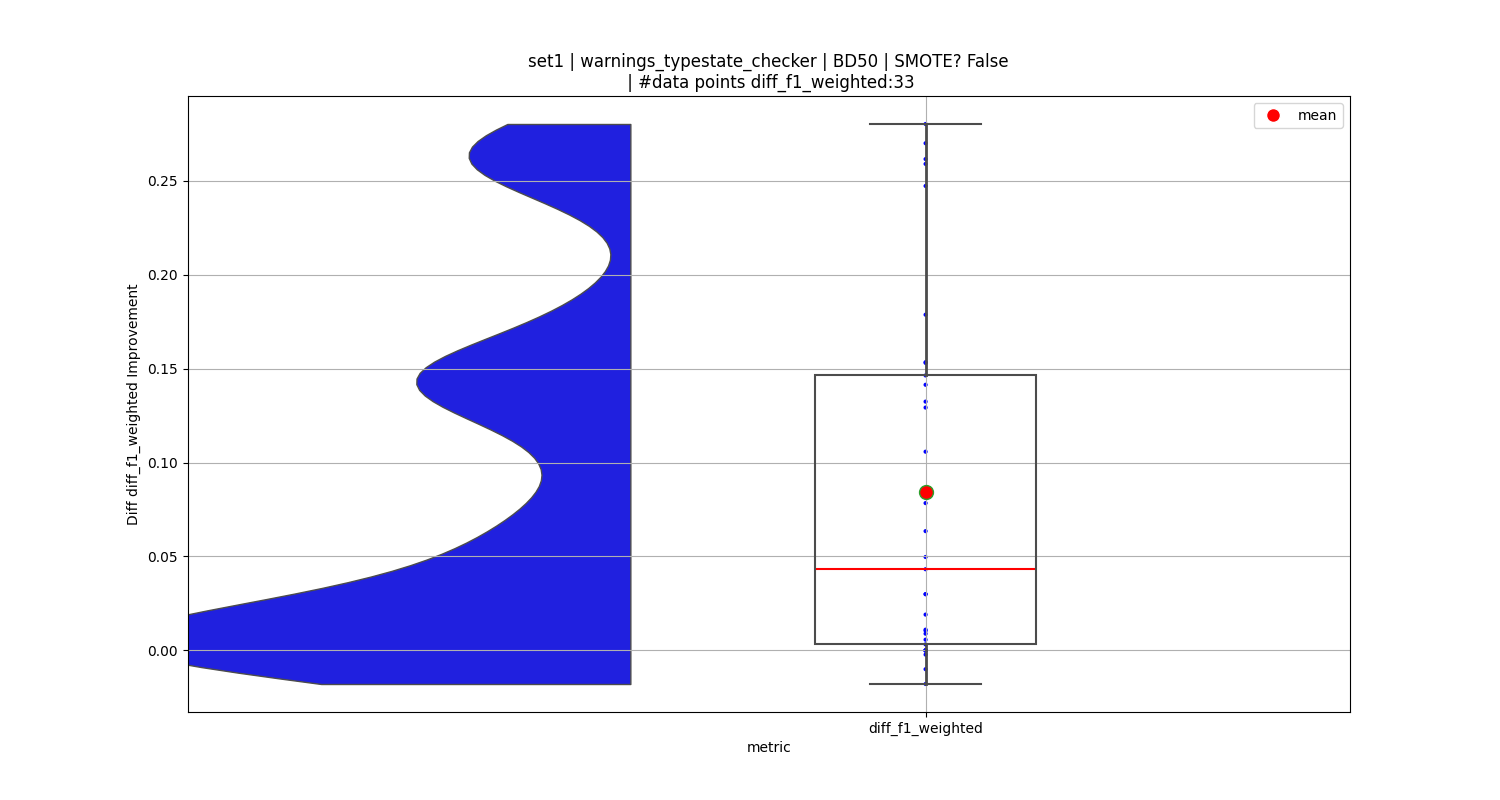 set1 | warnings_typestate_checker | BD50 | SMOTE? False
| #data points diff_f1_weighted:33
mean
0.25
0.20
0.15
0.10
0.05
0.00
Diff diff_f1_weighted Improvement
diff_f1_weighted
metric